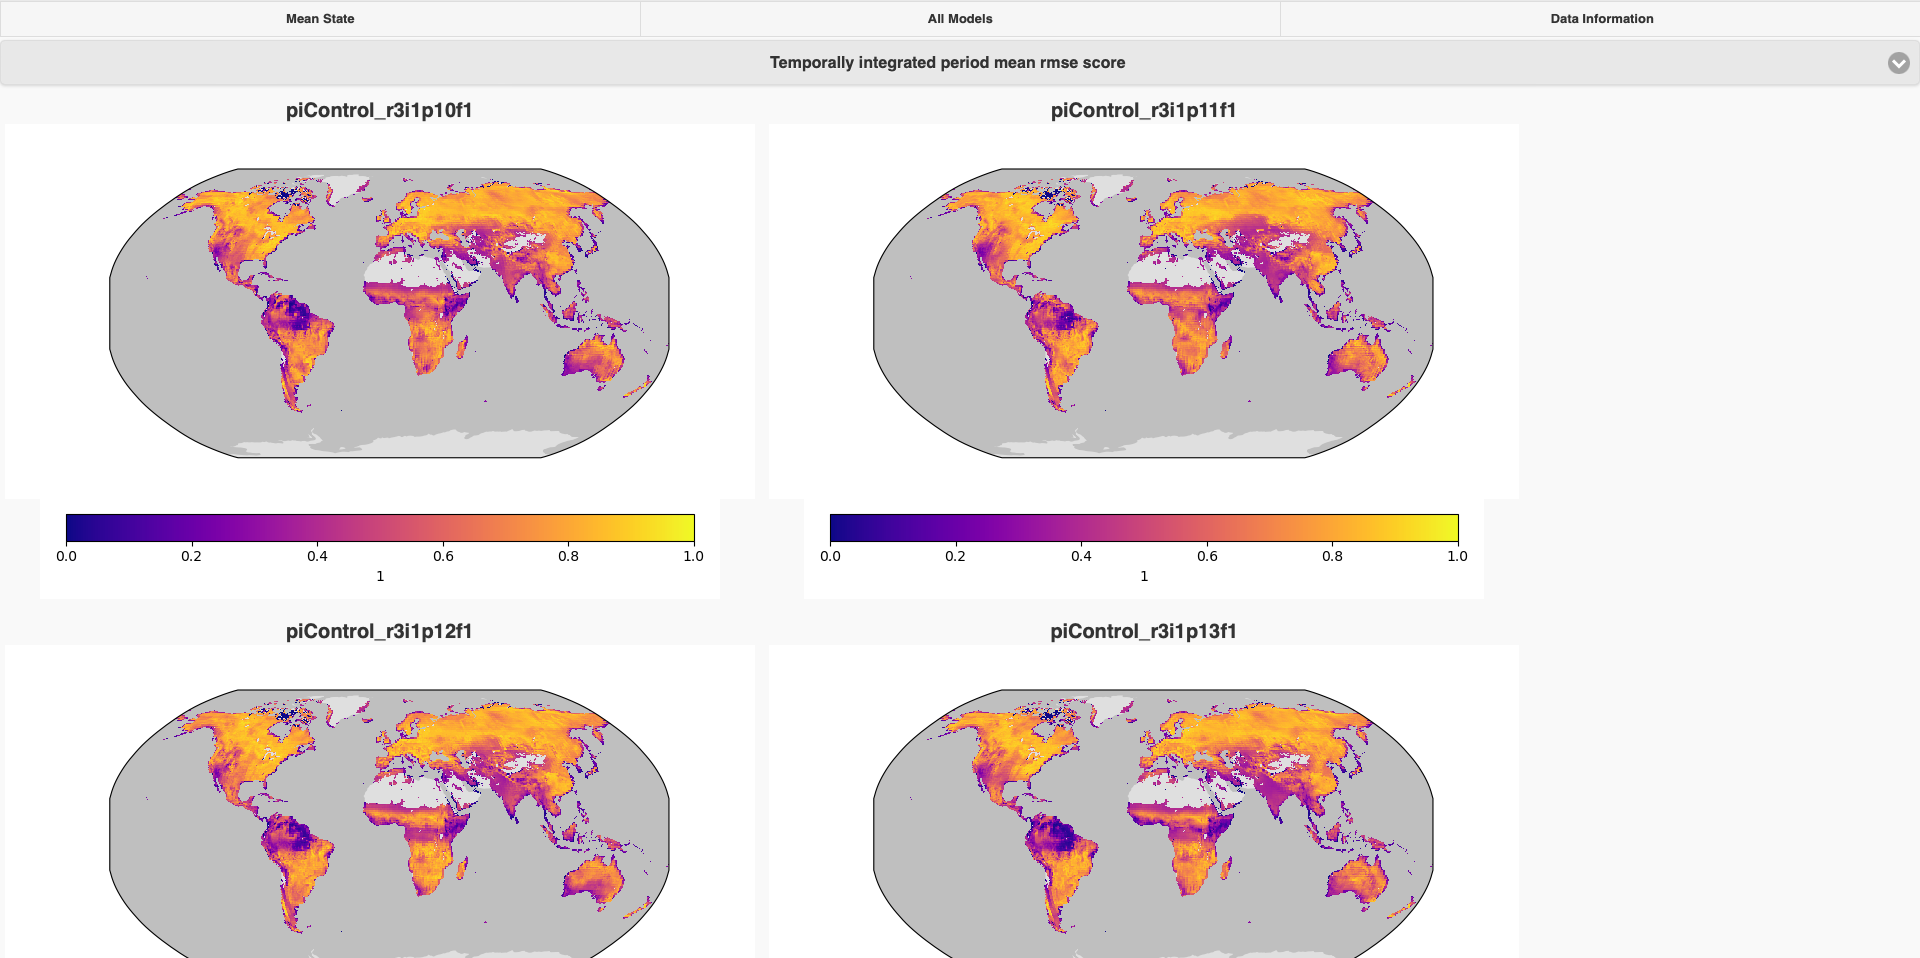 Mean State
All Models
Data Information
Temporally integrated period mean rmse score
piControl_r3i1p10f1
piControl_r3i1p11f1
0.0 0.2 0.4 0.6 0.8 1.0
1
0.0 0.2 0.4 0.6 0.8 1.0
1
piControl_r3i1p12f1
piControl_r3i1p13f1